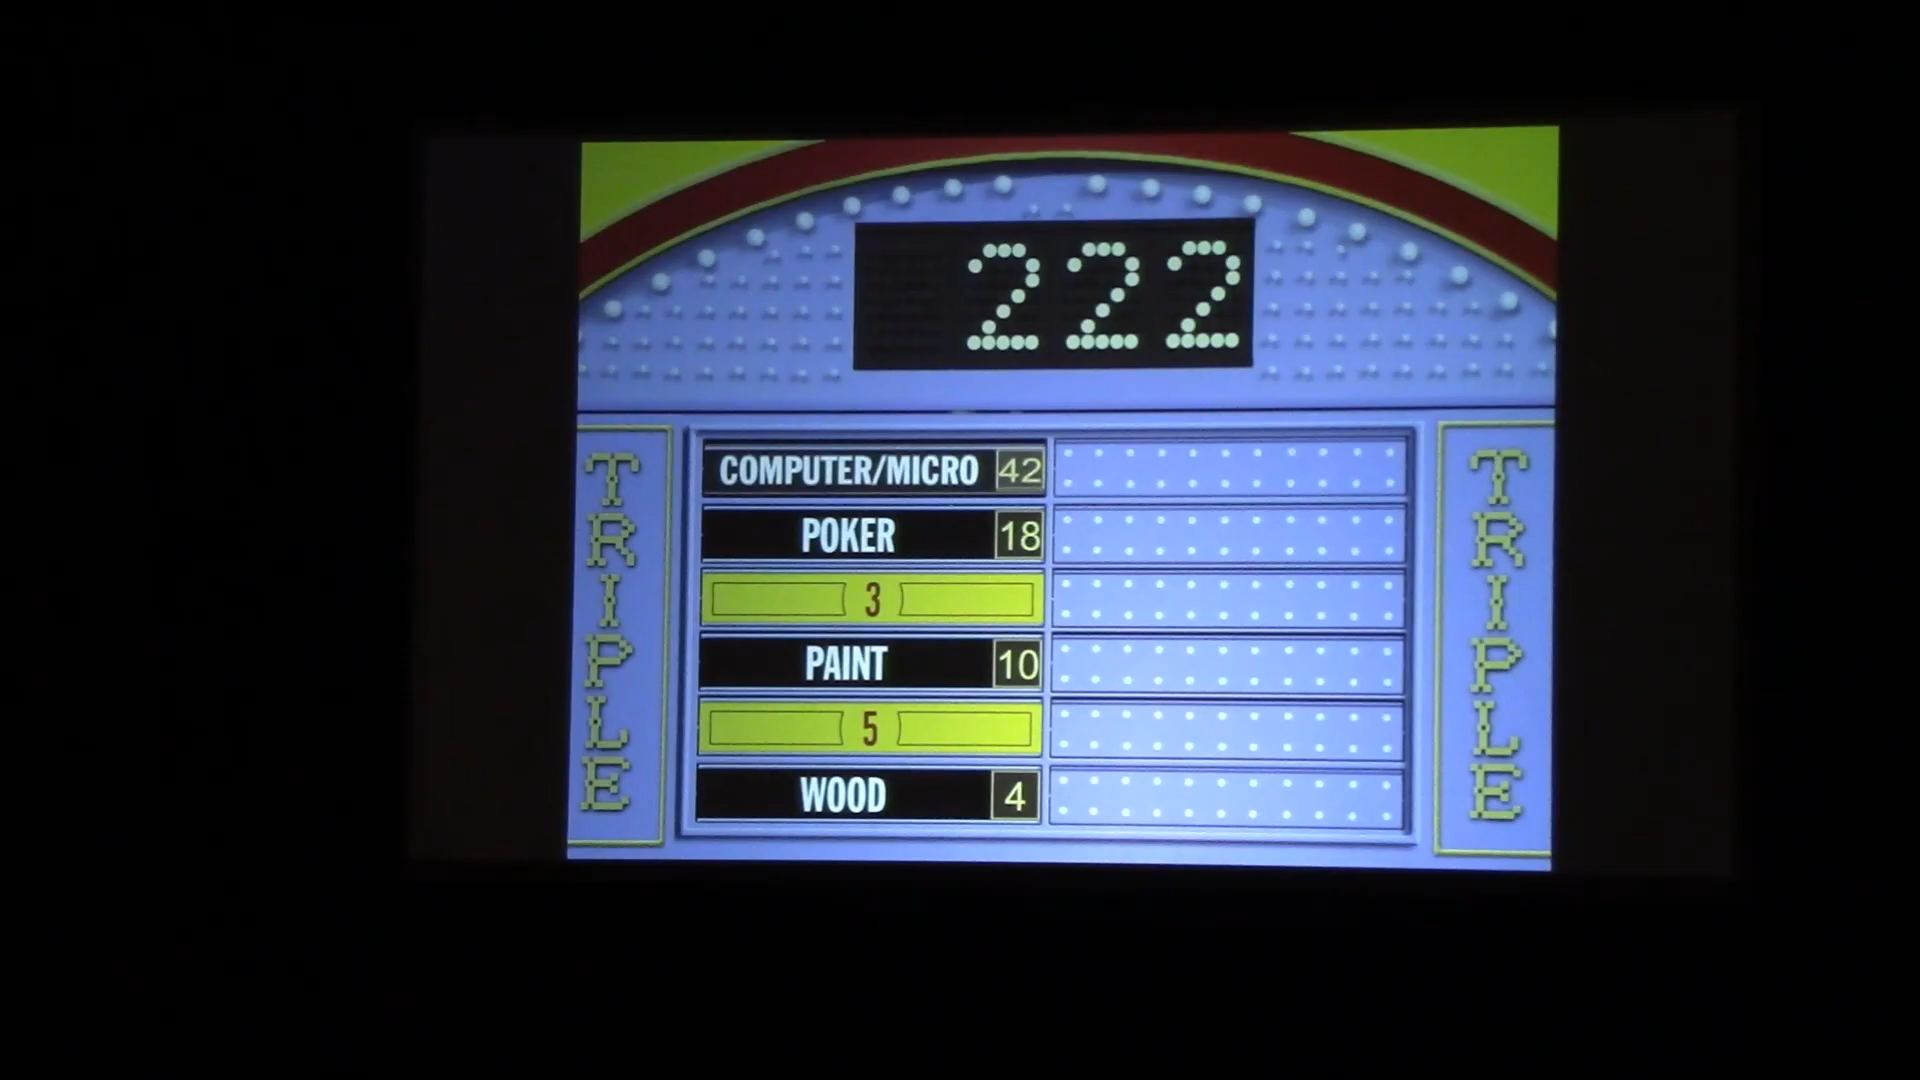 222
TRIPLE
COMPUTER/MICRO 42
POKER 18
3
PAINT 10
5
WOOD 4
TRIPLE